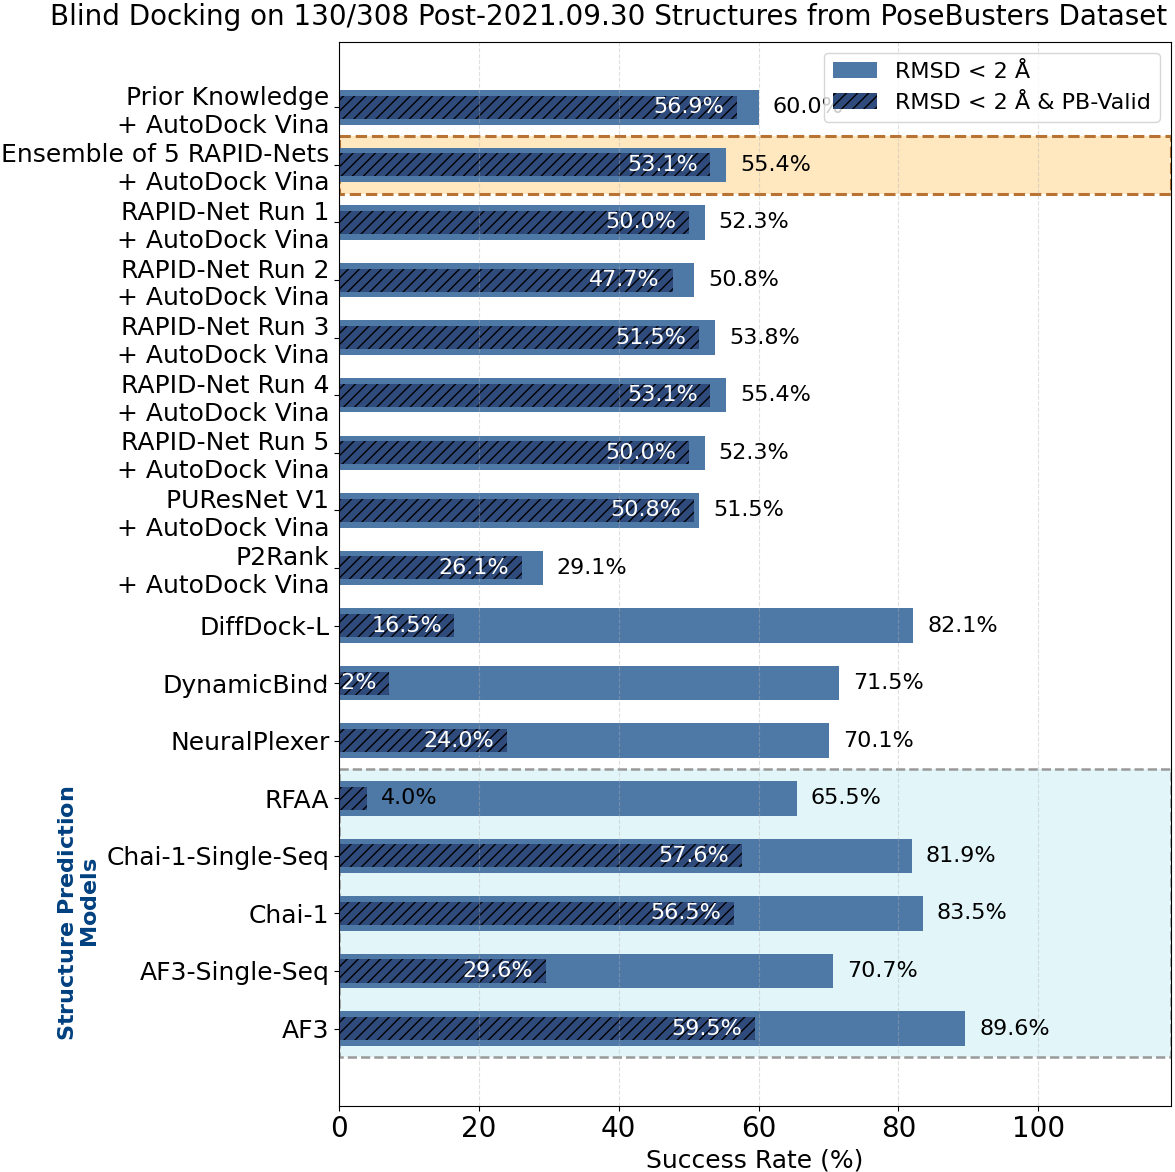 Blind Docking on 130/308 Post-2021.09.30 Structures from PoseBusters Dataset
RMSD < 2 Å
RMSD < 2 Å & PB-Valid
Prior Knowledge
+ AutoDock Vina
56.9%
60.0%
Ensemble of 5 RAPID-Nets
+ AutoDock Vina
53.1%
55.4%
RAPID-Net Run 1
+ AutoDock Vina
50.0%
52.3%
RAPID-Net Run 2
+ AutoDock Vina
47.7%
50.8%
RAPID-Net Run 3
+ AutoDock Vina
51.5%
53.8%
RAPID-Net Run 4
+ AutoDock Vina
53.1%
55.4%
RAPID-Net Run 5
+ AutoDock Vina
50.0%
52.3%
PUResNet V1
+ AutoDock Vina
50.8%
51.5%
P2Rank
+ AutoDock Vina
26.1%
29.1%
DiffDock-L
16.5%
82.1%
DynamicBind
2%
71.5%
NeuralPlexer
24.0%
70.1%
Structure Prediction
Models
RFAA
4.0%
65.5%
Chai-1-Single-Seq
57.6%
81.9%
Chai-1
56.5%
83.5%
AF3-Single-Seq
29.6%
70.7%
AF3
59.5%
89.6%
0 20 40 60 80 100
Success Rate (%)